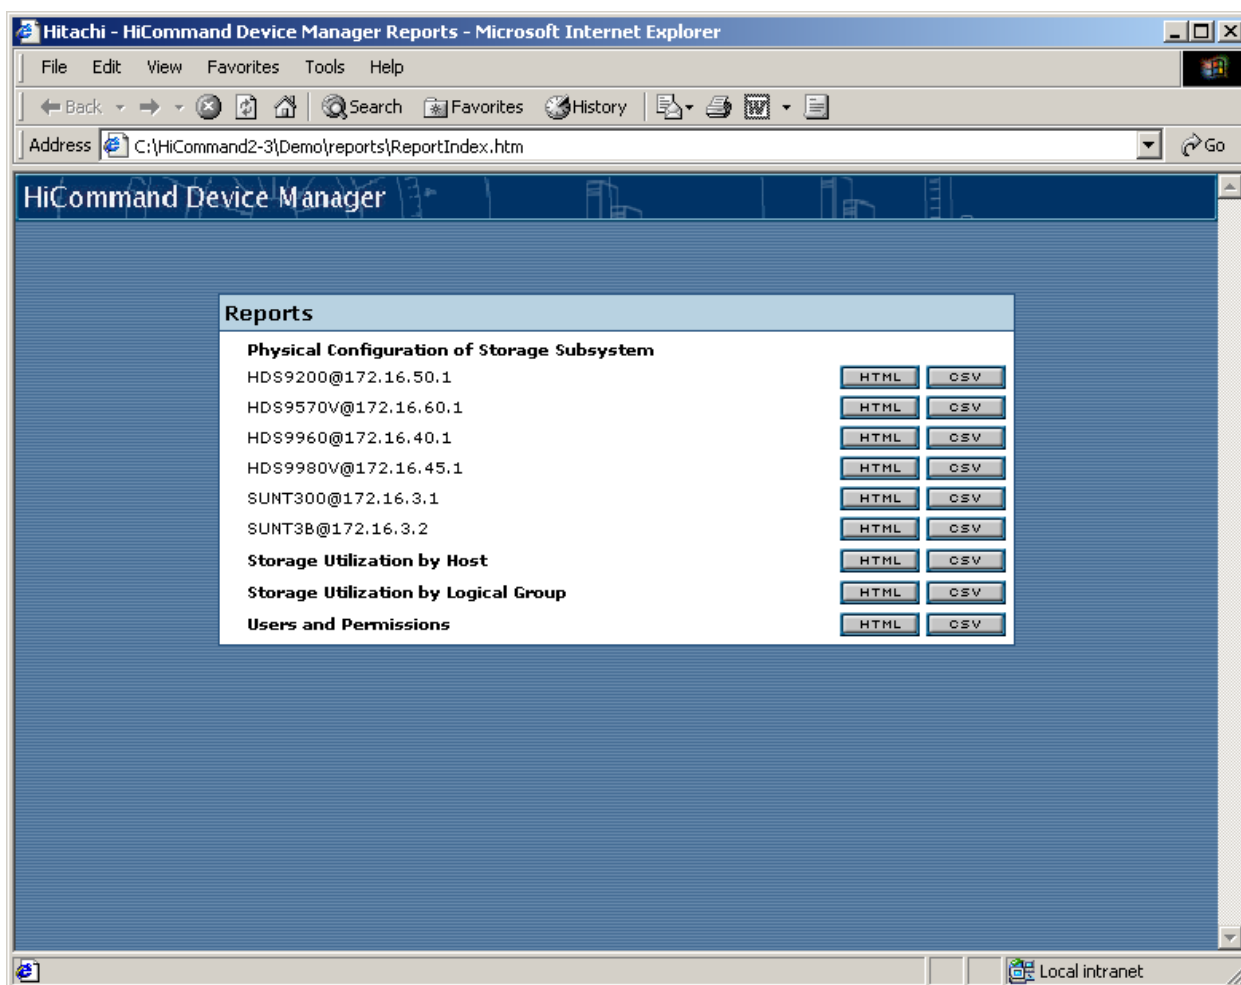 Hitachi - HiCommand Device Manager Reports - Microsoft Internet Explorer
File Edit View Favorites Tools Help
Back Search Favorites History
Address C:\HiCommand2-3\Demo\reports\ReportIndex.htm Go
HiCommand Device Manager
Reports
Physical Configuration of Storage Subsystem
HDS9200@172.16.50.1 HTML CSV
HDS9570V@172.16.60.1 HTML CSV
HDS9960@172.16.40.1 HTML CSV
HDS9980V@172.16.45.1 HTML CSV
SUNT300@172.16.3.1 HTML CSV
SUNT3B@172.16.3.2 HTML CSV
Storage Utilization by Host HTML CSV
Storage Utilization by Logical Group HTML CSV
Users and Permissions HTML CSV
Local intranet